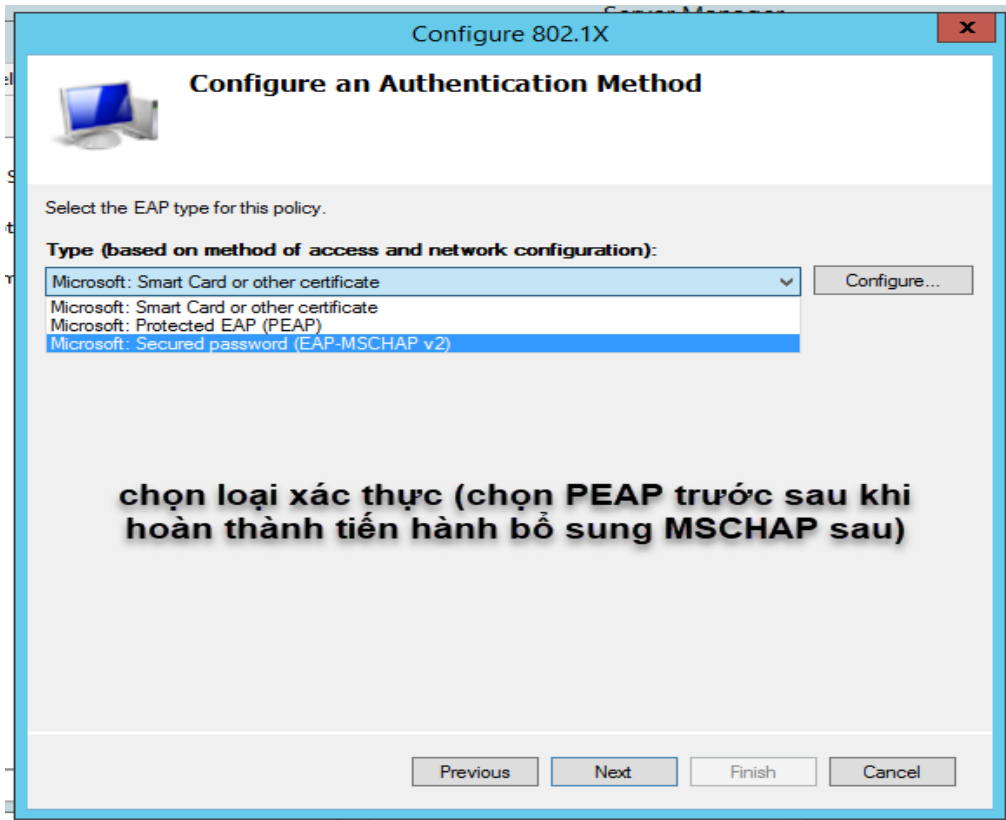 Server Manager
Configure 802.1X
x
Configure an Authentication Method
Select the EAP type for this policy.
Type (based on method of access and network configuration):
Microsoft: Smart Card or other certificate
Configure...
Microsoft: Smart Card or other certificate
Microsoft: Protected EAP (PEAP)
Microsoft: Secured password (EAP-MSCHAP v2)
chọn loại xác thực (chọn PEAP trước sau khi
hoàn thành tiến hành bổ sung MSCHAP sau)
Previous
Next
Finish
Cancel